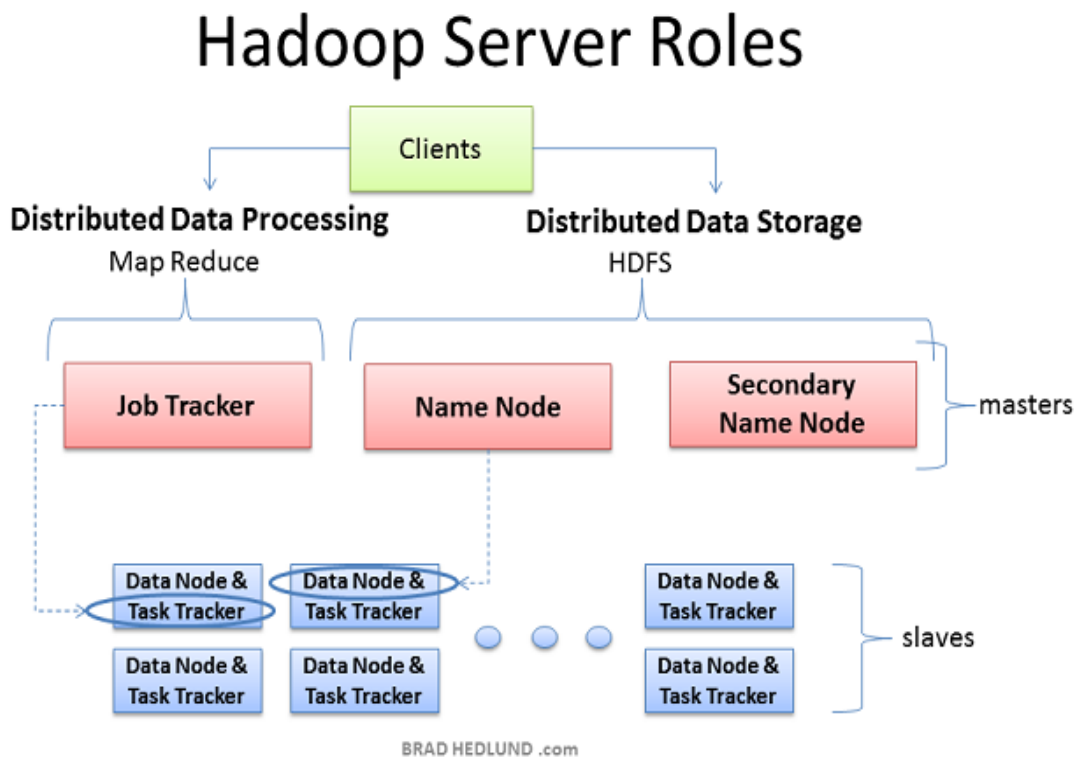 Hadoop Server Roles
Clients
Distributed Data Processing
Map Reduce
Distributed Data Storage
HDFS
Job Tracker
Name Node
Secondary
Name Node
masters
Data Node &
Task Tracker
Data Node &
Task Tracker
Data Node &
Task Tracker
Data Node &
Task Tracker
Data Node &
Task Tracker
Data Node &
Task Tracker
slaves
BRAD HEDLUND .com